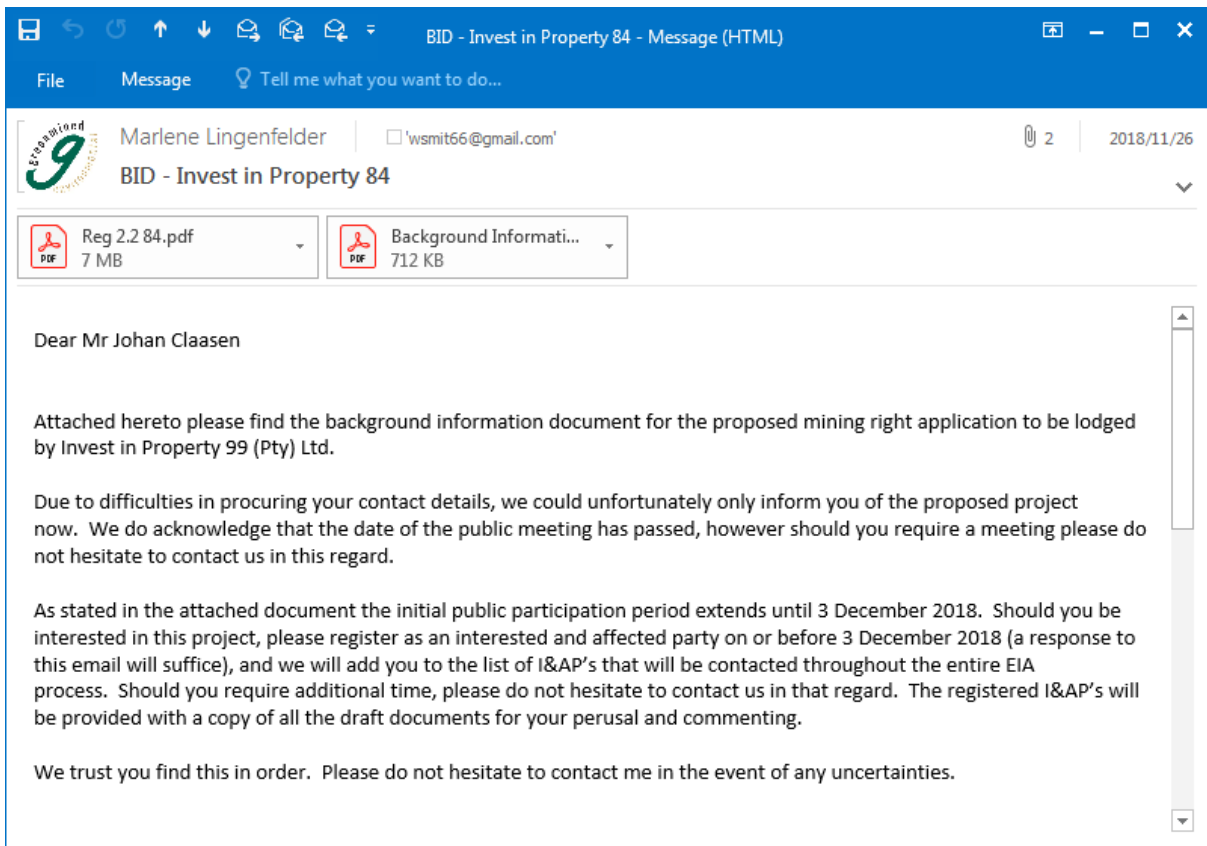 BID - Invest in Property 84 - Message (HTML)
File Message Tell me what you want to do...
Marlene Lingenfelder 'wsmit66@gmail.com' 2 2018/11/26
BID - Invest in Property 84
Reg 2.2 84.pdf
7 MB
Background Informati...
712 KB
PDF
PDF
Dear Mr Johan Claasen
Attached hereto please find the background information document for the proposed mining right application to be lodged
by Invest in Property 99 (Pty) Ltd.
Due to difficulties in procuring your contact details, we could unfortunately only inform you of the proposed project
now. We do acknowledge that the date of the public meeting has passed, however should you require a meeting please do
not hesitate to contact us in this regard.
As stated in the attached document the initial public participation period extends until 3 December 2018. Should you be
interested in this project, please register as an interested and affected party on or before 3 December 2018 (a response to
this email will suffice), and we will add you to the list of I&AP's that will be contacted throughout the entire EIA
process. Should you require additional time, please do not hesitate to contact us in that regard. The registered I&AP's will
be provided with a copy of all the draft documents for your perusal and commenting.
We trust you find this in order. Please do not hesitate to contact me in the event of any uncertainties.